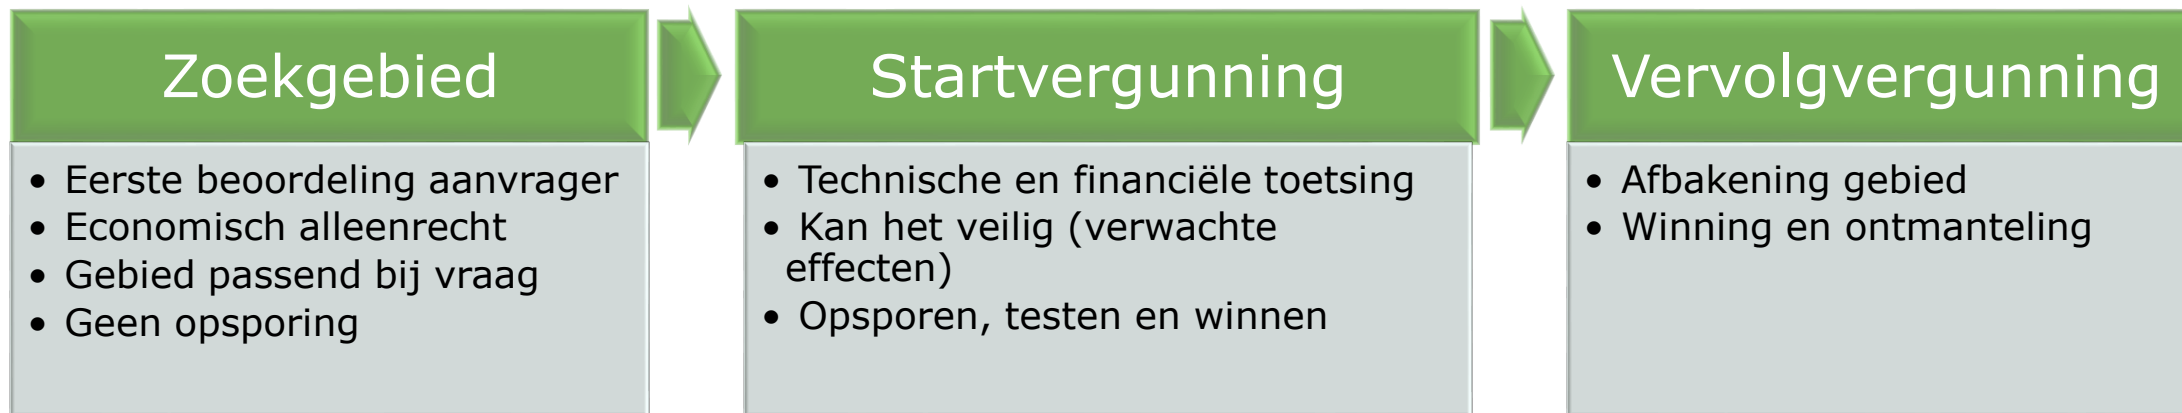 Zoekgebied
• Eerste beoordeling aanvrager
• Economisch alleenrecht
• Gebied passend bij vraag
• Geen opsporing
Startvergunning
• Technische en financiële toetsing
• Kan het veilig (verwachte
effecten)
• Opsporen, testen en winnen
Vervolgvergunning
• Afbakening gebied
• Winning en ontmanteling